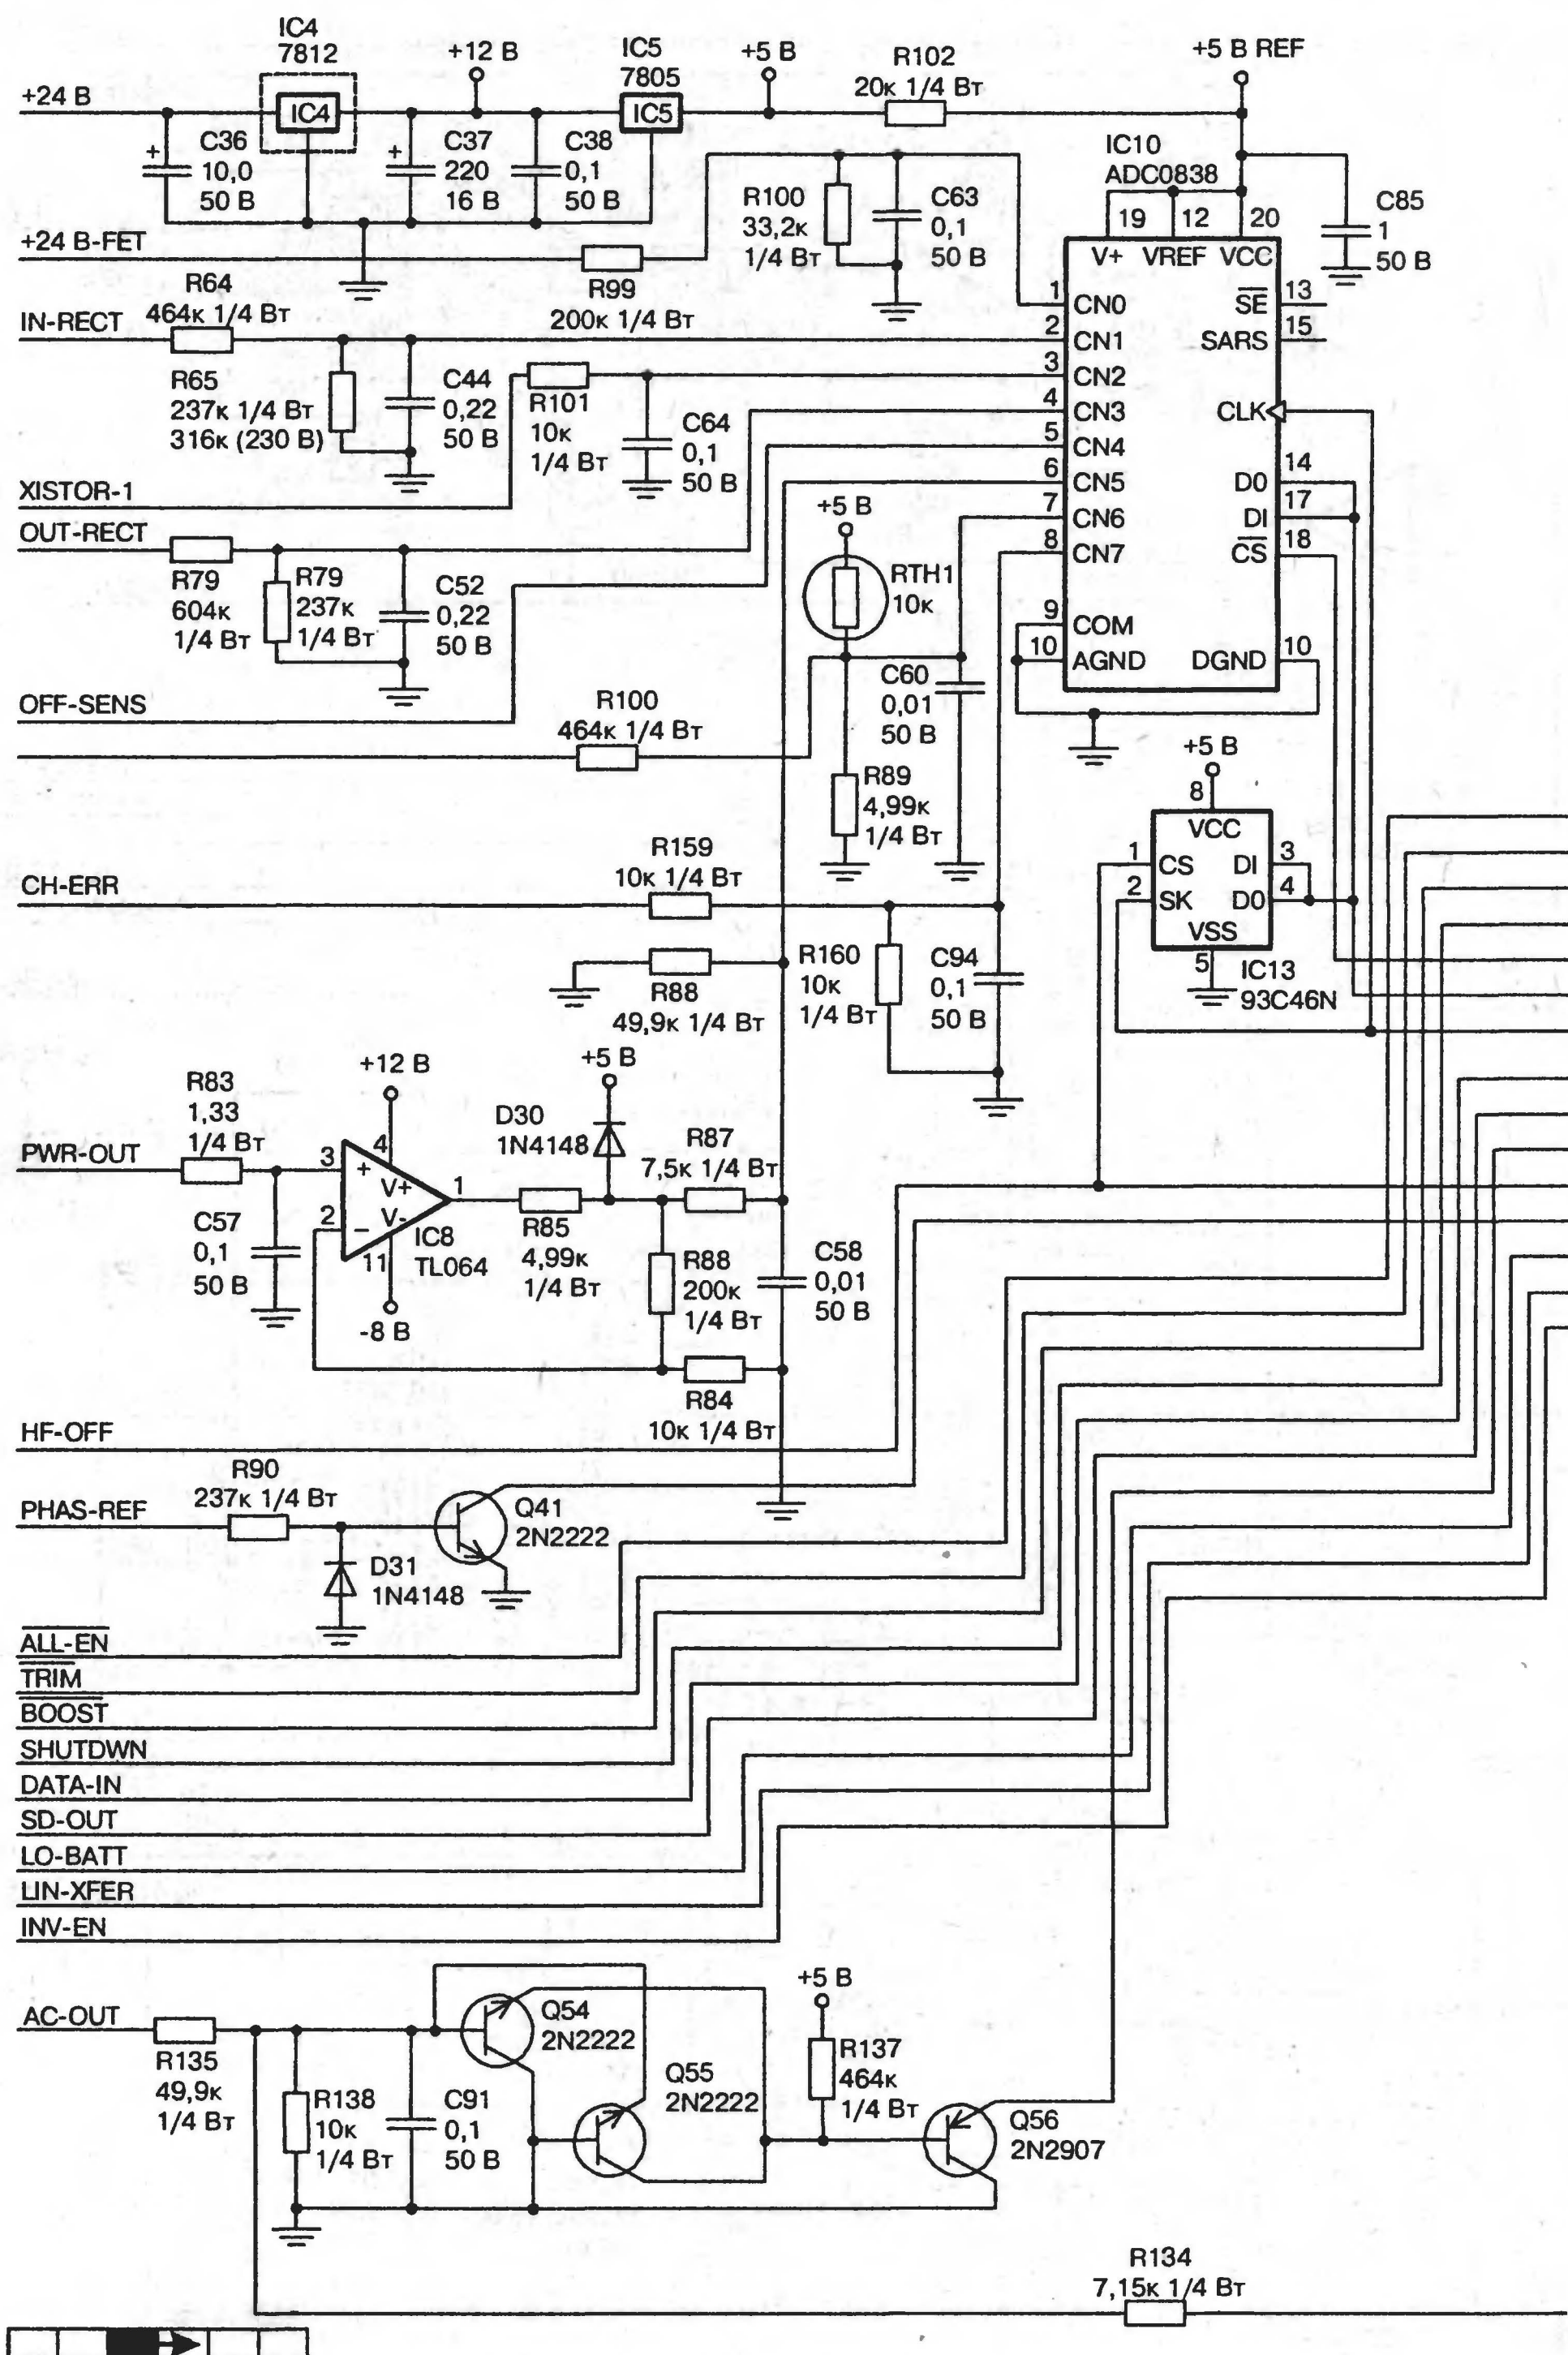 IC4
7812
+12 В
IC5
7805
+5 В
R102
20к 1/4 Вт
+5 В REF
+24 В
IC4
IC5
C36
10,0
50 В
+
C37
220
16 В
+
C38
0,1
50 В
+24 В-FET
R99
200к 1/4 Вт
R100
33,2к
1/4 Вт
C63
0,1
50 В
IC10
ADC0838
19
12
20
V+
VREF
VCC
C85
1
50 В
R64
464к 1/4 Вт
IN-RECT
R65
237к 1/4 Вт
316к (230 В)
C44
0,22
50 В
R101
10к
1/4 Вт
C64
0,1
50 В
1
CN0
2
CN1
3
CN2
4
CN3
5
CN4
6
CN5
7
CN6
8
CN7
9
COM
10
AGND
SE
13
SARS
15
CLK
14
D0
17
DI
18
CS
DGND
10
XISTOR-1
OUT-RECT
R79
604к
1/4 Вт
R79
237к
1/4 Вт
C52
0,22
50 В
+5 В
RTH1
10к
OFF-SENS
R100
464к 1/4 Вт
C60
0,01
50 В
R89
4,99к
1/4 Вт
+5 В
8
VCC
1
CS
2
SK
DI
3
D0
4
VSS
5
IC13
93C46N
CH-ERR
R159
10к 1/4 Вт
R88
49,9к 1/4 Вт
R160
10к
1/4 Вт
C94
0,1
50 В
PWR-OUT
R83
1,33
1/4 Вт
C57
0,1
50 В
+12 В
4
3
+
V+
1
2
−
V-
11
IC8
TL064
-8 В
D30
1N4148
+5 В
R85
4,99к
1/4 Вт
R87
7,5к 1/4 Вт
R88
200к
1/4 Вт
C58
0,01
50 В
R84
10к 1/4 Вт
HF-OFF
R90
237к 1/4 Вт
PHAS-REF
Q41
2N2222
D31
1N4148
ALL-EN
TRIM
BOOST
SHUTDWN
DATA-IN
SD-OUT
LO-BATT
LIN-XFER
INV-EN
AC-OUT
R135
49,9к
1/4 Вт
R138
10к
1/4 Вт
C91
0,1
50 В
Q54
2N2222
Q55
2N2222
+5 В
R137
464к
1/4 Вт
Q56
2N2907
R134
7,15к 1/4 Вт